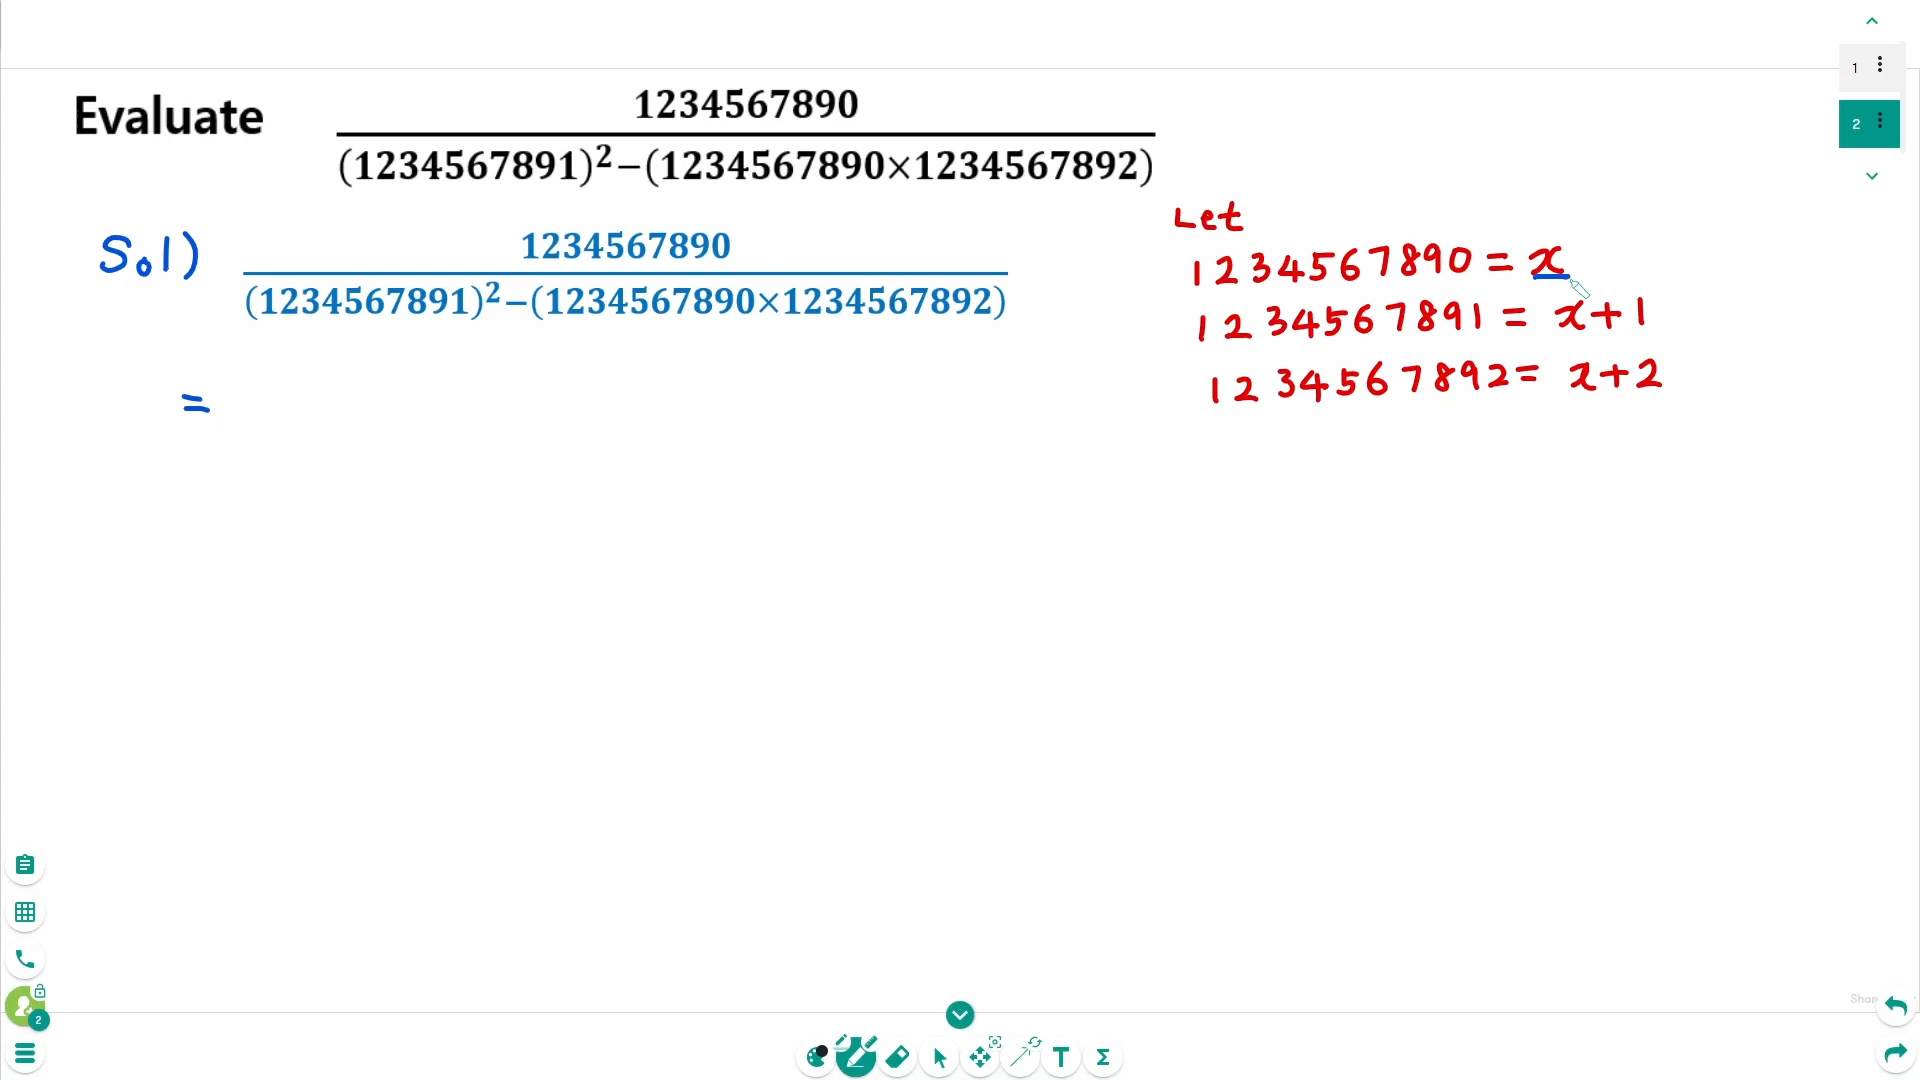 1
2
Evaluate 1234567890
(1234567891)²−(1234567890×1234567892)
Sol) 1234567890
(1234567891)²−(1234567890×1234567892)
=
Let
1234567890 = x
1234567891 = x+1
1234567892 = x+2
2
T Σ